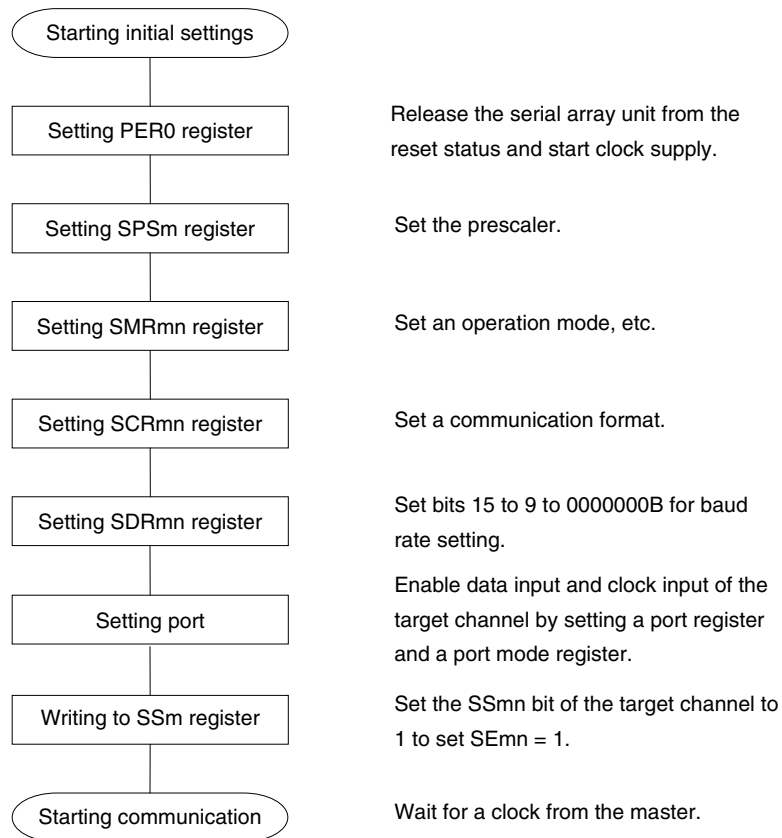 Starting initial settings
Setting PER0 register
Release the serial array unit from the
reset status and start clock supply.
Setting SPSm register
Set the prescaler.
Setting SMRmn register
Set an operation mode, etc.
Setting SCRmn register
Set a communication format.
Setting SDRmn register
Set bits 15 to 9 to 0000000B for baud
rate setting.
Setting port
Enable data input and clock input of the
target channel by setting a port register
and a port mode register.
Writing to SSm register
Set the SSmn bit of the target channel to
1 to set SEmn = 1.
Starting communication
Wait for a clock from the master.